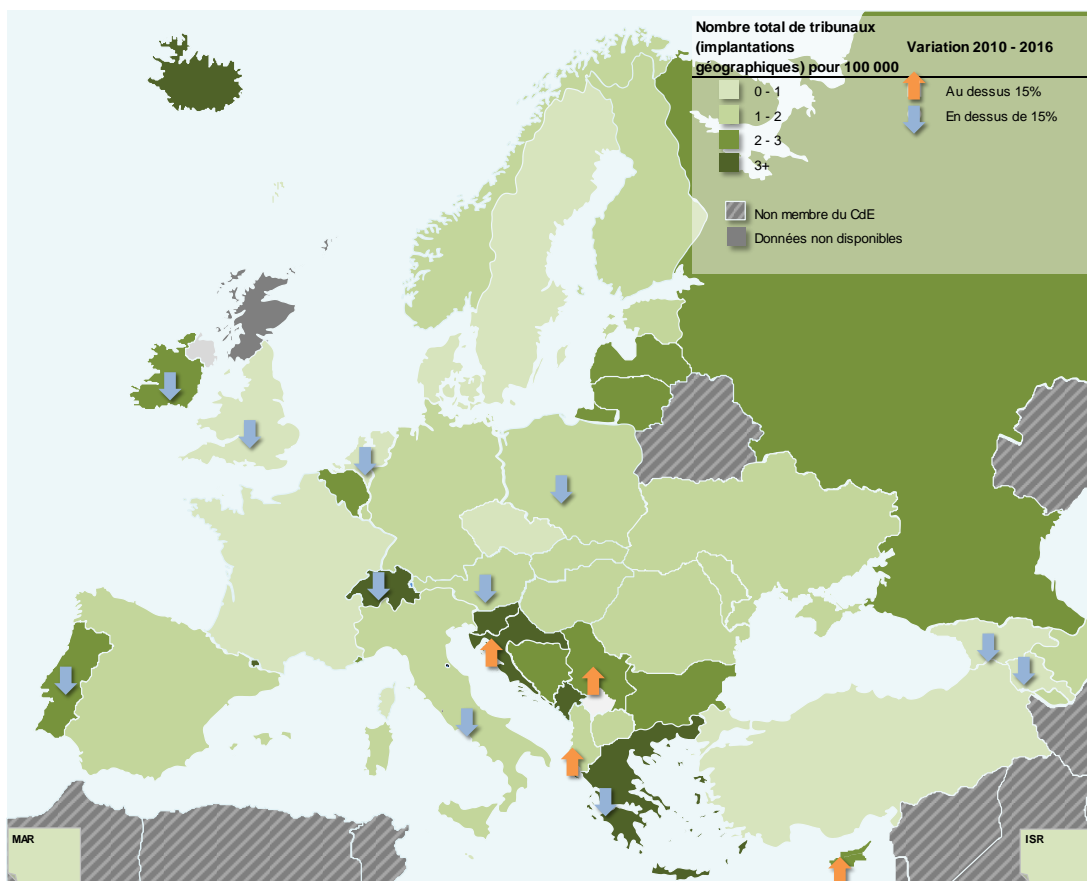 Nombre total de tribunaux
(implantations
géographiques) pour 100 000
Variation 2010 - 2016
0 - 1
1 - 2
2 - 3
3+
Au dessus 15%
En dessus de 15%
Non membre du CdE
Données non disponibles
MAR
ISR